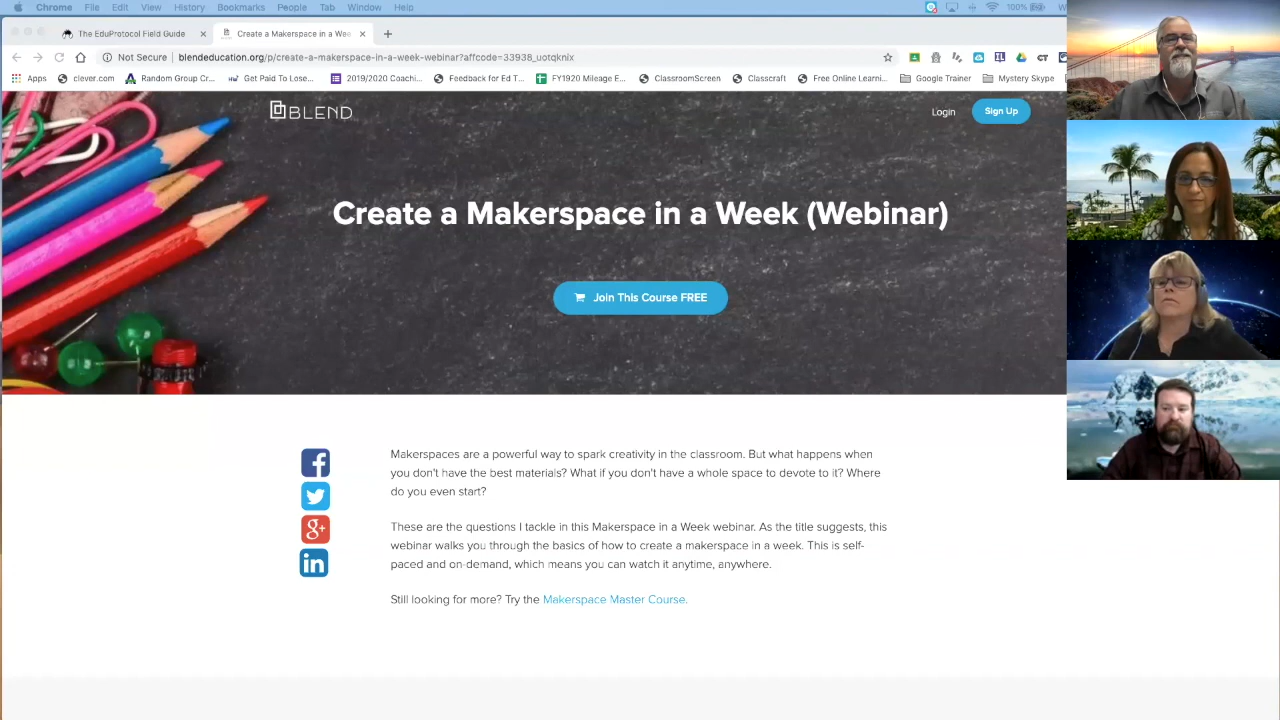 Chrome File Edit View History Bookmarks People Tab Window Help 100%
The EduProtocol Field Guide
Create a Makerspace in a Wee
Not Secure blendeducation.org/p/create-a-makerspace-in-a-week-webinar?affcode=33938_uotqknix
Apps clever.com Random Group Cr... Get Paid To Lose... 2019/2020 Coachi... Feedback for Ed T... FY1920 Mileage E... ClassroomScreen Classcraft Free Online Learni... Google Trainer Mystery Skype
BLEND
Login Sign Up
Create a Makerspace in a Week (Webinar)
Join This Course FREE
Makerspaces are a powerful way to spark creativity in the classroom. But what happens when
you don't have the best materials? What if you don't have a whole space to devote to it? Where
do you even start?
These are the questions I tackle in this Makerspace in a Week webinar. As the title suggests, this
webinar walks you through the basics of how to create a makerspace in a week. This is self-
paced and on-demand, which means you can watch it anytime, anywhere.
Still looking for more? Try the Makerspace Master Course.